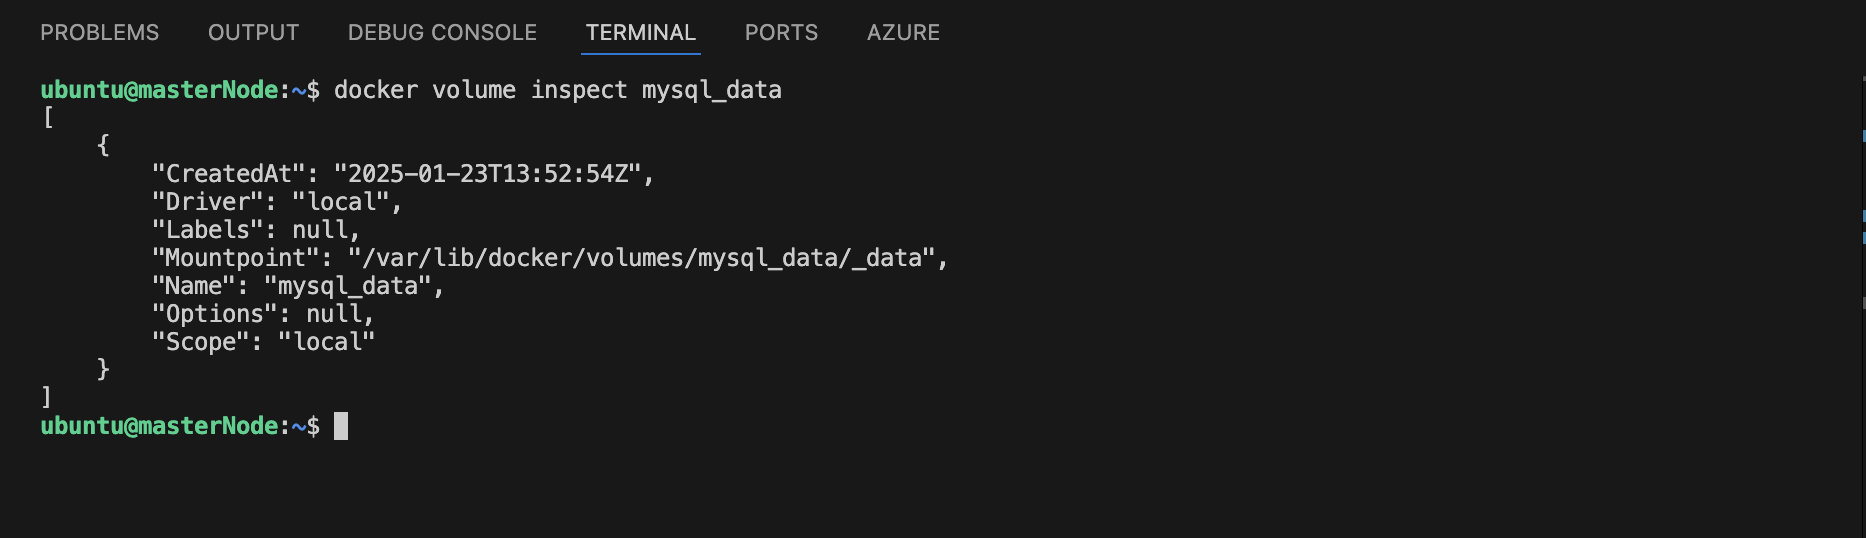 PROBLEMS OUTPUT DEBUG CONSOLE TERMINAL PORTS AZURE
ubuntu@masterNode:~$ docker volume inspect mysql_data
[
    {
        "CreatedAt": "2025-01-23T13:52:54Z",
        "Driver": "local",
        "Labels": null,
        "Mountpoint": "/var/lib/docker/volumes/mysql_data/_data",
        "Name": "mysql_data",
        "Options": null,
        "Scope": "local"
    }
]
ubuntu@masterNode:~$